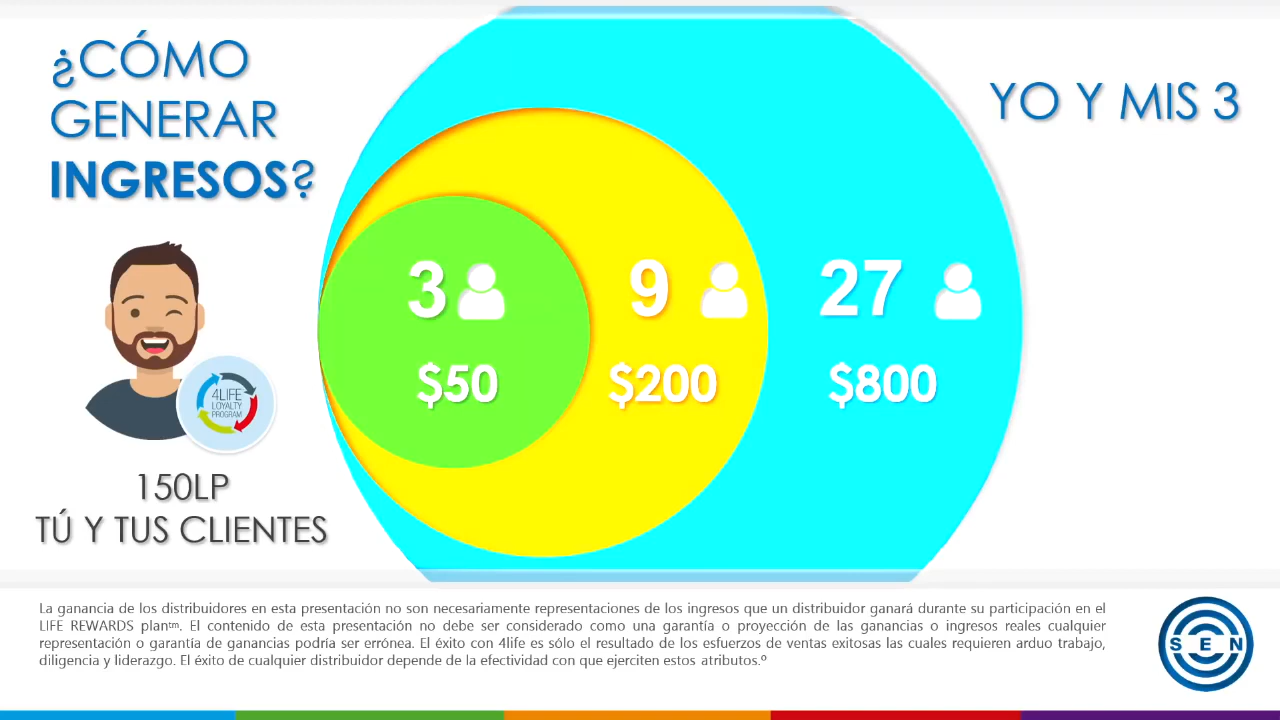 ¿CÓMO
GENERAR
INGRESOS?
YO Y MIS 3
3
9
27
$50
$200
$800
4LIFE
LOYALTY
PROGRAM
150LP
TÚ Y TUS CLIENTES
La ganancia de los distribuidores en esta presentación no son necesariamente representaciones de los ingresos que un distribuidor ganará durante su participación en el
LIFE REWARDS plan℠. El contenido de esta presentación no debe ser considerado como una garantía o proyección de las ganancias o ingresos reales cualquier
representación o garantía de ganancias podría ser errónea. El éxito con 4life es sólo el resultado de los esfuerzos de ventas exitosas las cuales requieren arduo trabajo,
diligencia y liderazgo. El éxito de cualquier distribuidor depende de la efectividad con que ejerciten estos atributos.º
SEN